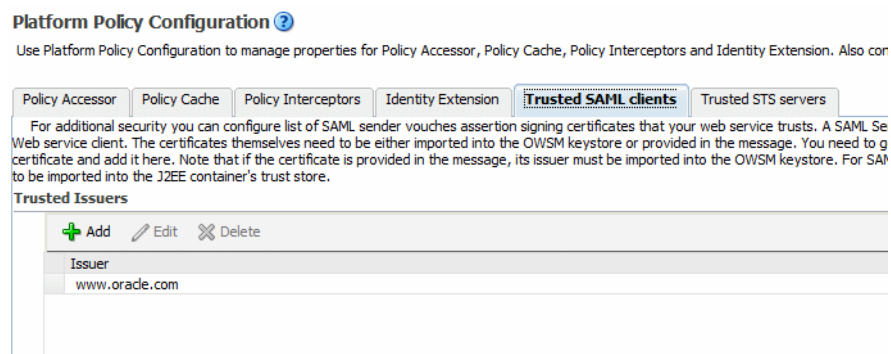 Platform Policy Configuration ?
Use Platform Policy Configuration to manage properties for Policy Accessor, Policy Cache, Policy Interceptors and Identity Extension. Also con
Policy Accessor Policy Cache Policy Interceptors Identity Extension Trusted SAML clients Trusted STS servers
For additional security you can configure list of SAML sender vouches assertion signing certificates that your web service trusts. A SAML Se
Web service client. The certificates themselves need to be either imported into the OWSM keystore or provided in the message. You need to g
certificate and add it here. Note that if the certificate is provided in the message, its issuer must be imported into the OWSM keystore. For SAM
to be imported into the J2EE container's trust store.
Trusted Issuers
Add Edit Delete
Issuer
www.oracle.com